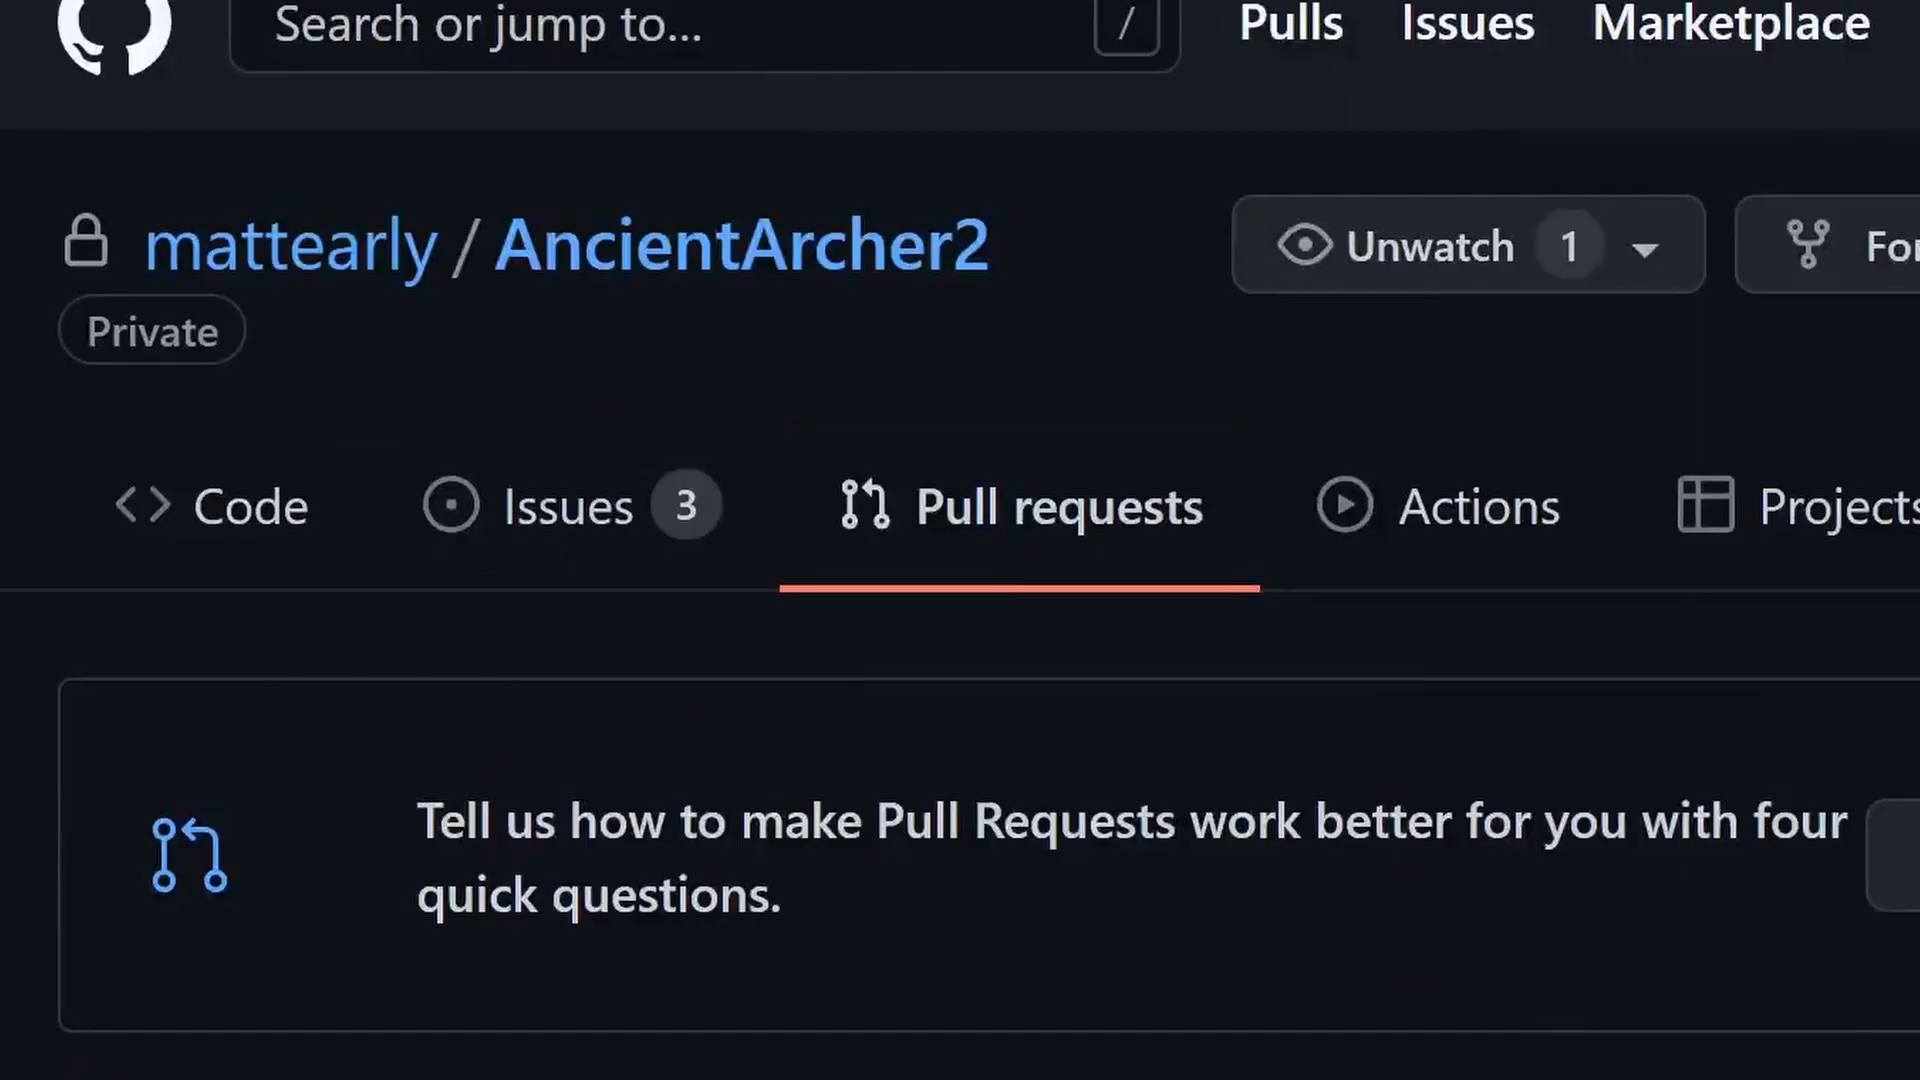 Search or jump to... / Pulls Issues Marketplace
mattearly / AncientArcher2 Unwatch 1
Private
Code Issues 3 Pull requests Actions Projects
Tell us how to make Pull Requests work better for you with four
quick questions.